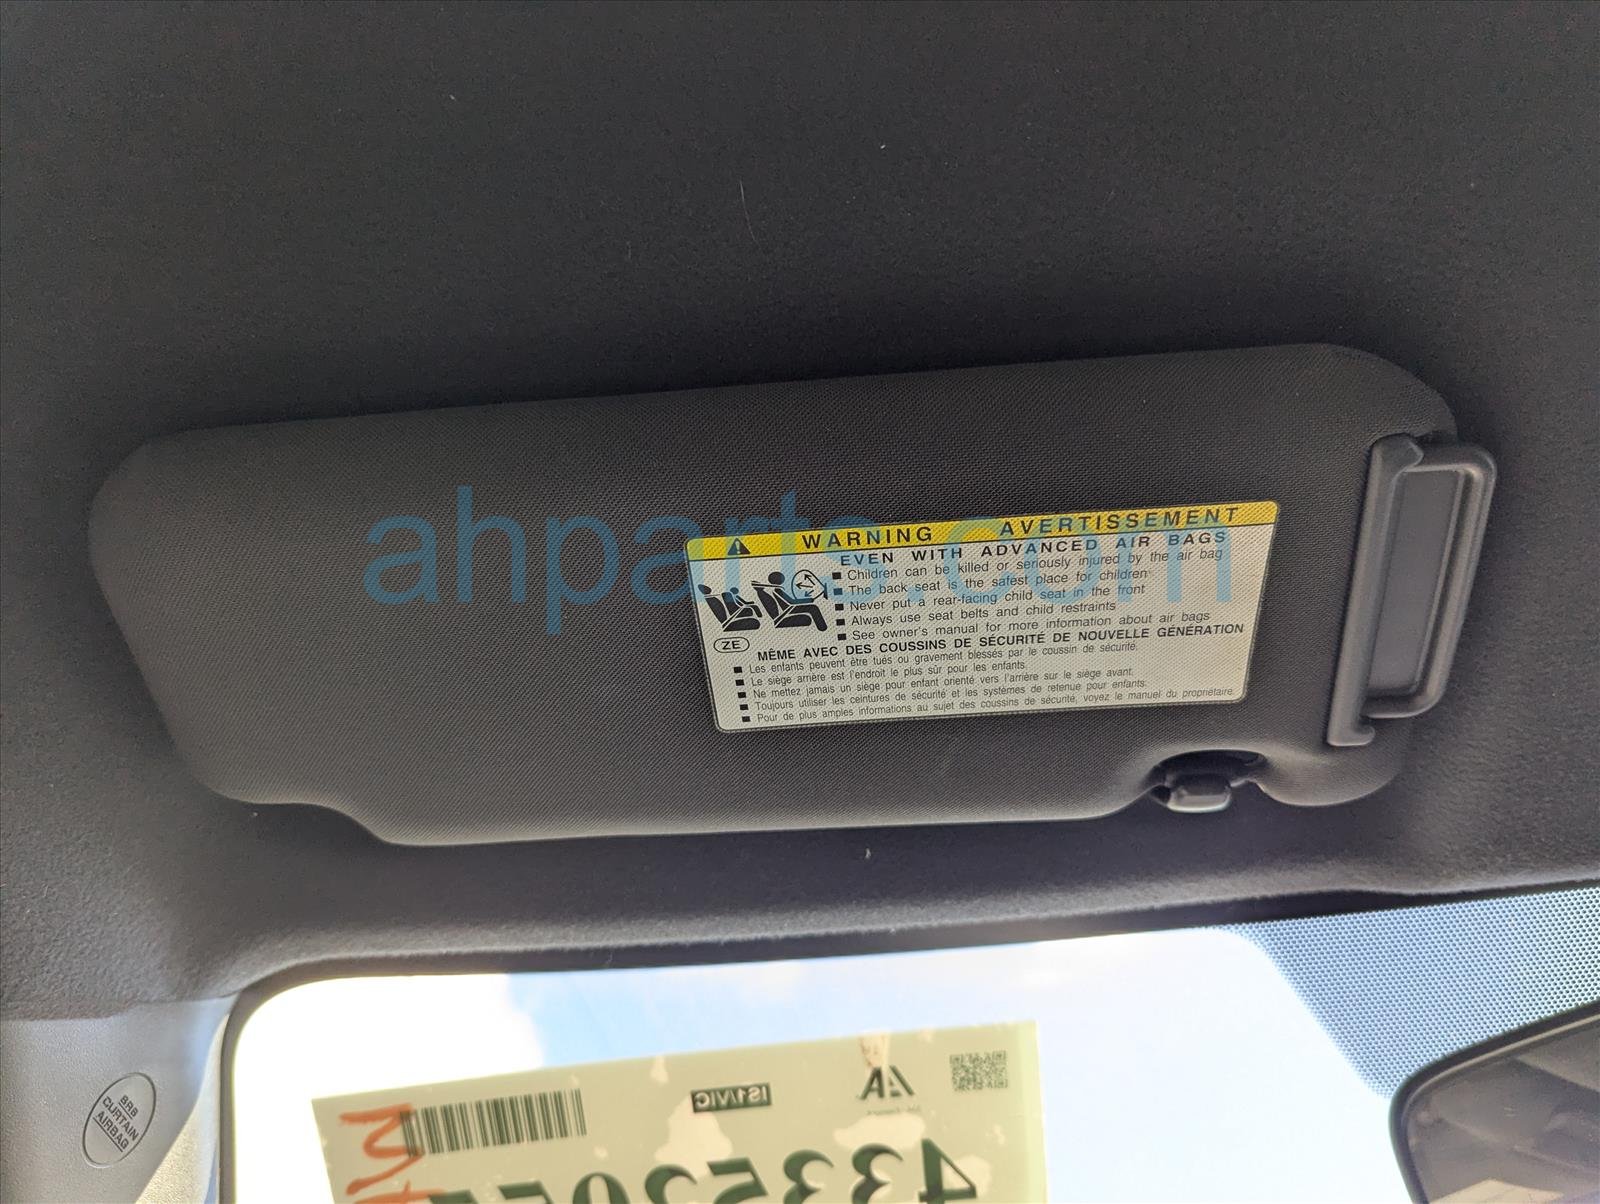 WARNING AVERTISSEMENT
EVEN WITH ADVANCED AIR BAGS
■ Children can be killed or seriously injured by the air bag
■ The back seat is the safest place for children
■ Never put a rear-facing child seat in the front
■ Always use seat belts and child restraints
■ See owner's manual for more information about air bags
ZE
MÊME AVEC DES COUSSINS DE SÉCURITÉ DE NOUVELLE GÉNÉRATION
■ Les enfants peuvent être tués ou gravement blessés par le coussin de sécurité.
■ Le siège arrière est l'endroit le plus sûr pour les enfants.
■ Ne mettez jamais un siège pour enfant orienté vers l'arrière sur le siège avant.
■ Toujours utiliser les ceintures de sécurité et les systèmes de retenue pour enfants.
■ Pour de plus amples informations au sujet des coussins de sécurité, voyez le manuel du propriétaire.
ahparts.com
SRS
CURTAIN
AIRBAG